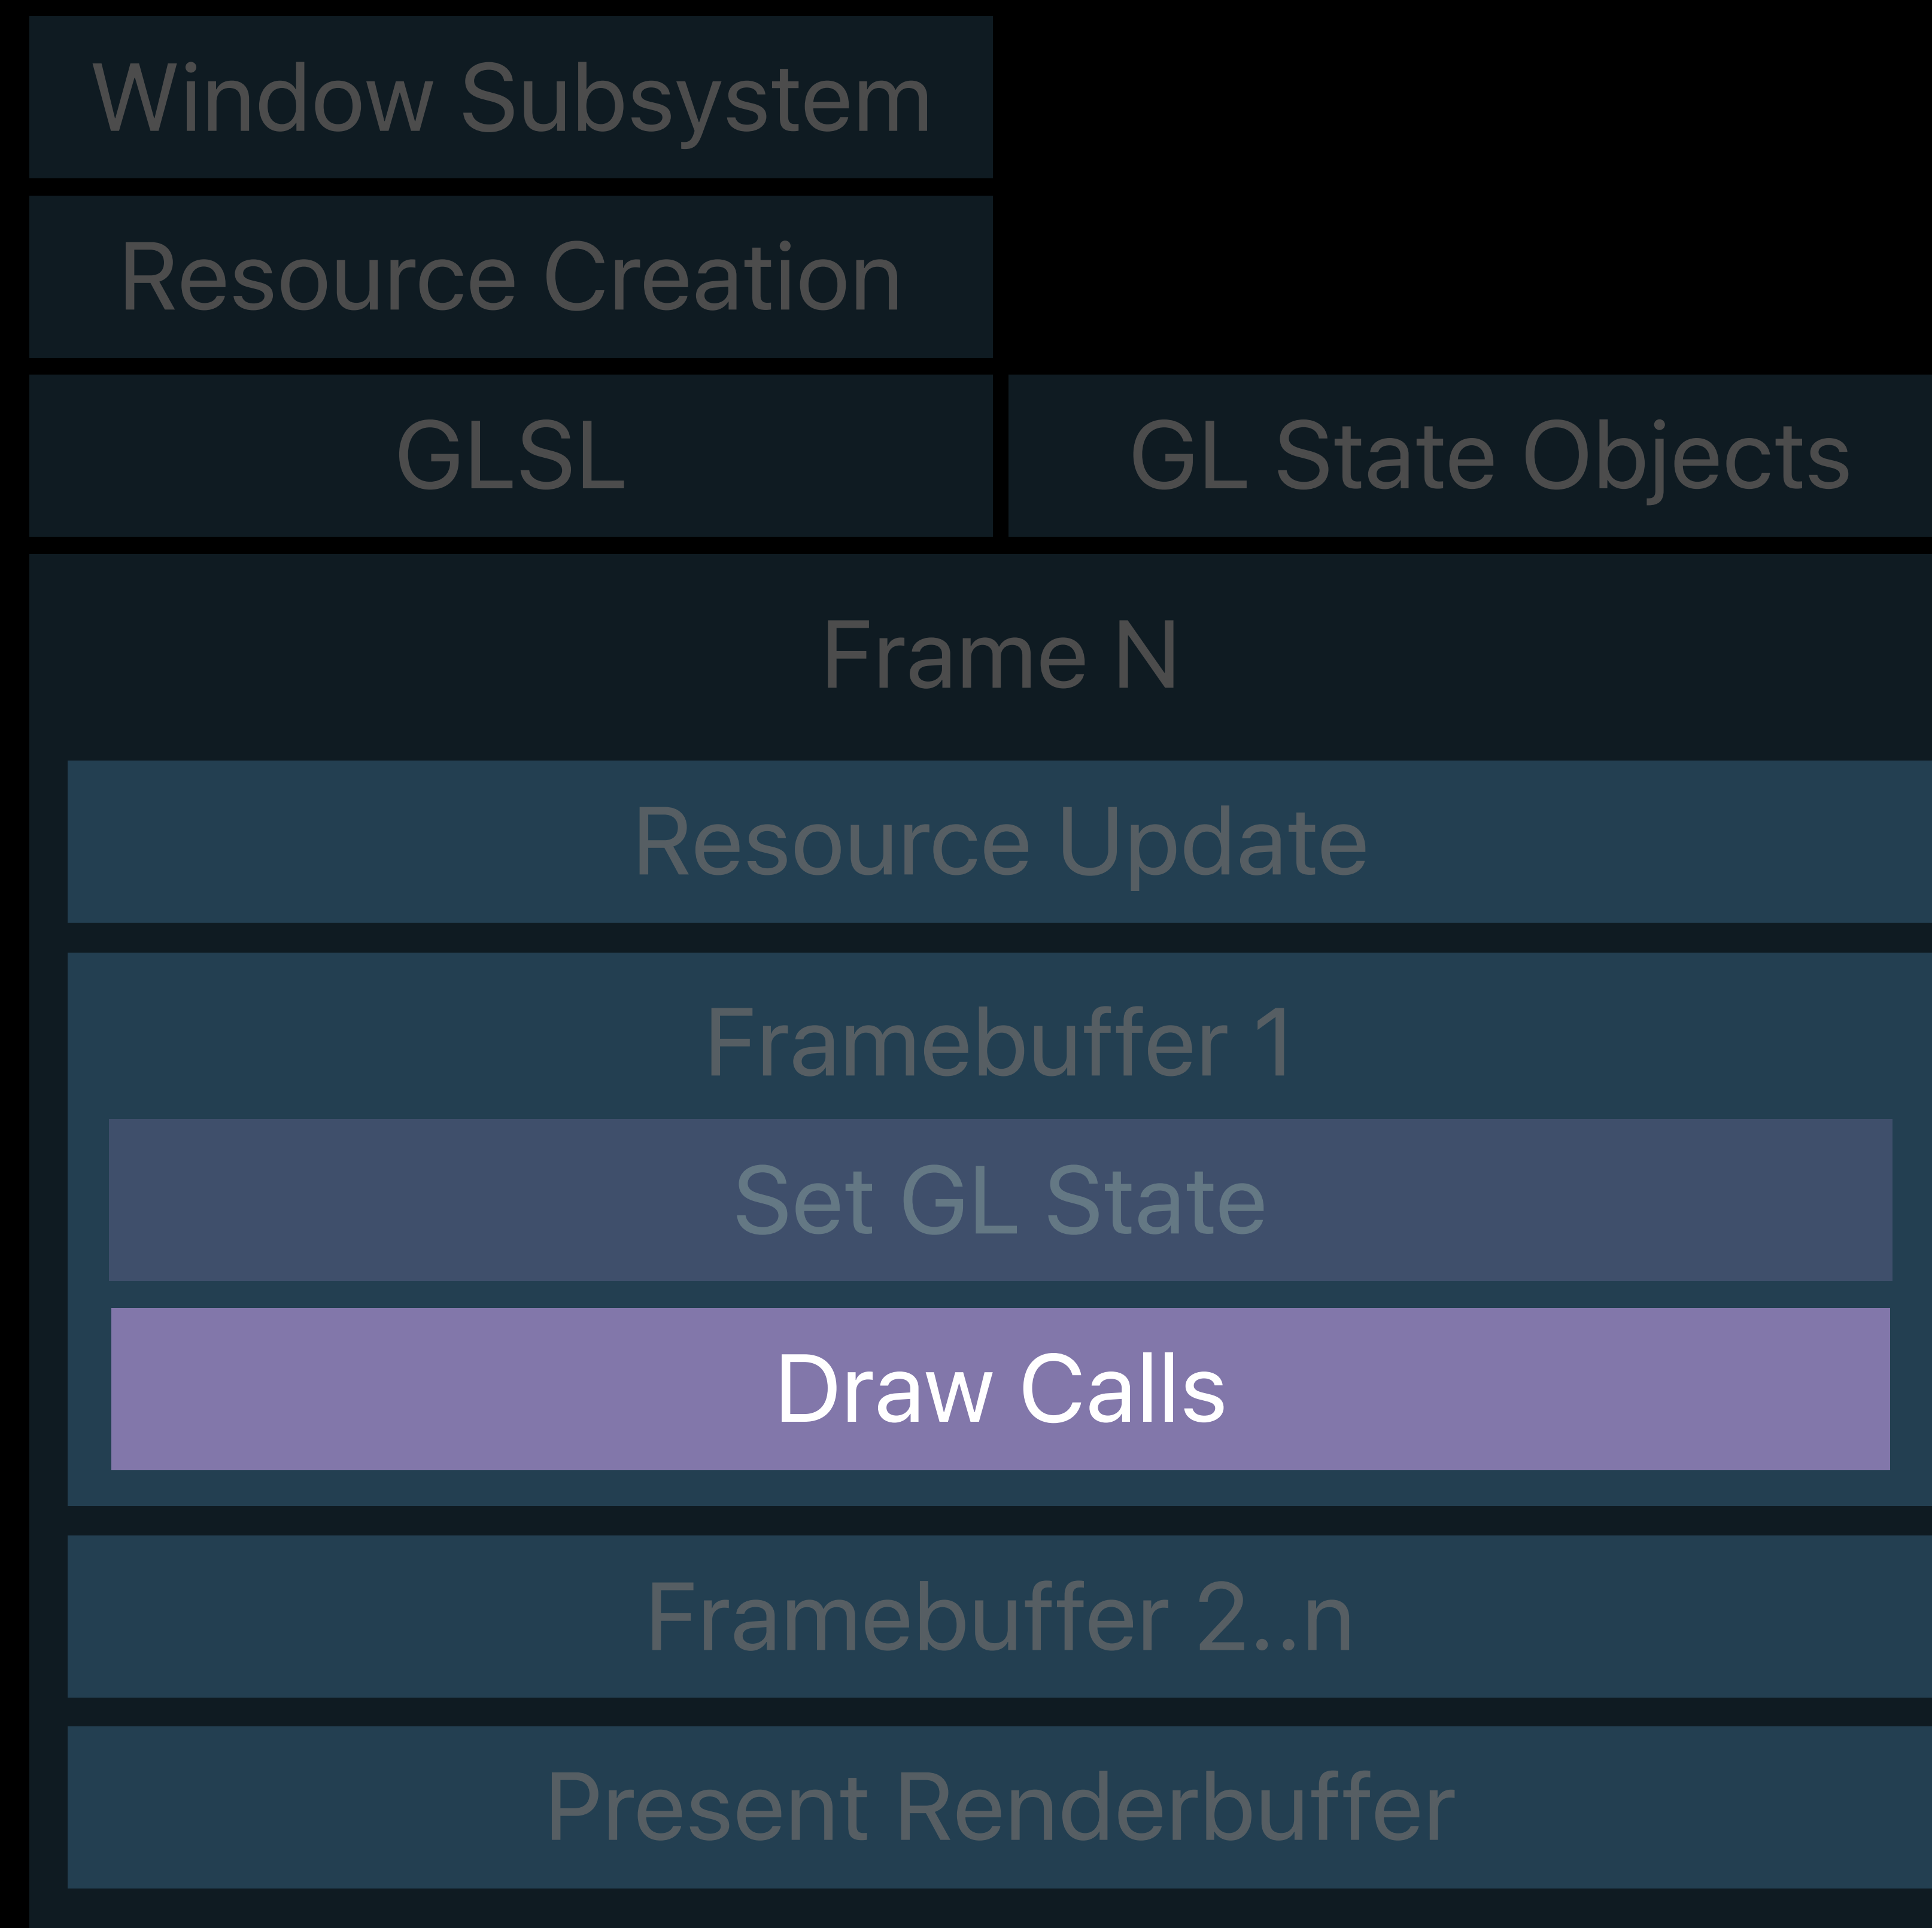 Window Subsystem
Resource Creation
GLSL
GL State Objects
Frame N
Resource Update
Framebuffer 1
Set GL State
Draw Calls
Framebuffer 2..n
Present Renderbuffer